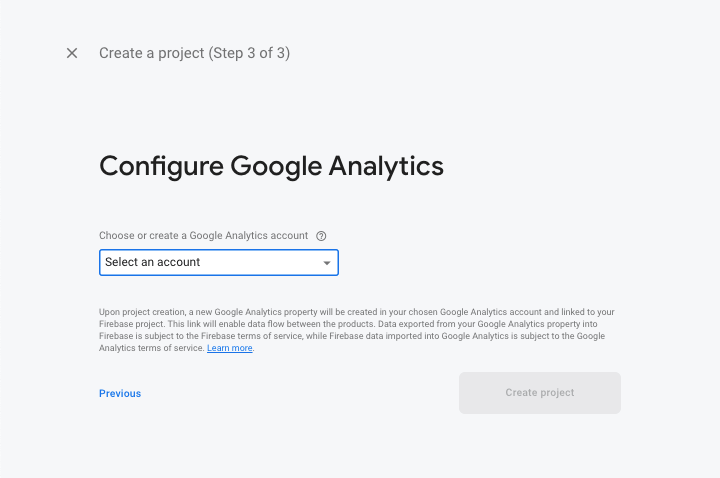 Create a project (Step 3 of 3)
Configure Google Analytics
Choose or create a Google Analytics account
Select an account
Upon project creation, a new Google Analytics property will be created in your chosen Google Analytics account and linked to your
Firebase project. This link will enable data flow between the products. Data exported from your Google Analytics property into
Firebase is subject to the Firebase terms of service, while Firebase data imported into Google Analytics is subject to the Google
Analytics terms of service. Learn more.
Previous
Create project